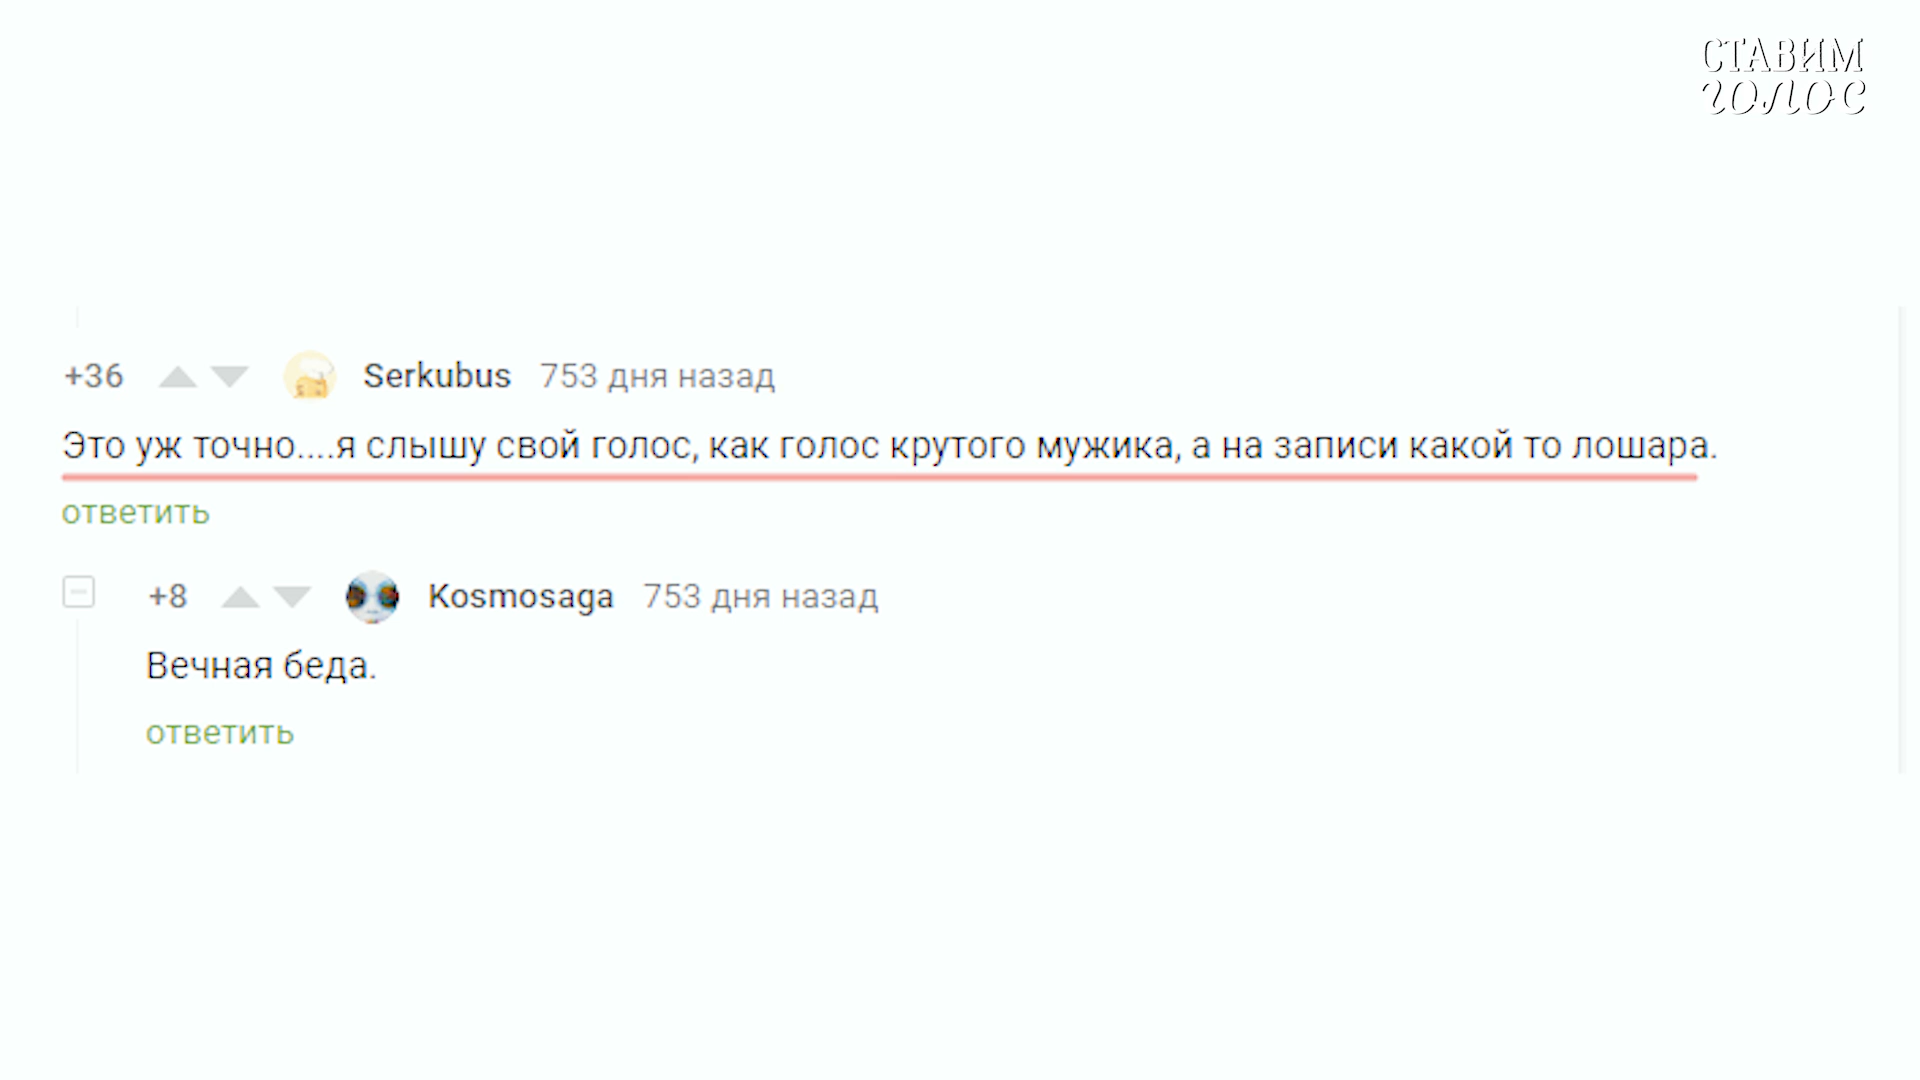 СТАВИМ
ГОЛОС
+36 Serkubus 753 дня назад
Это уж точно....я слышу свой голос, как голос крутого мужика, а на записи какой то лошара.
ответить
+8 Kosmosaga 753 дня назад
Вечная беда.
ответить